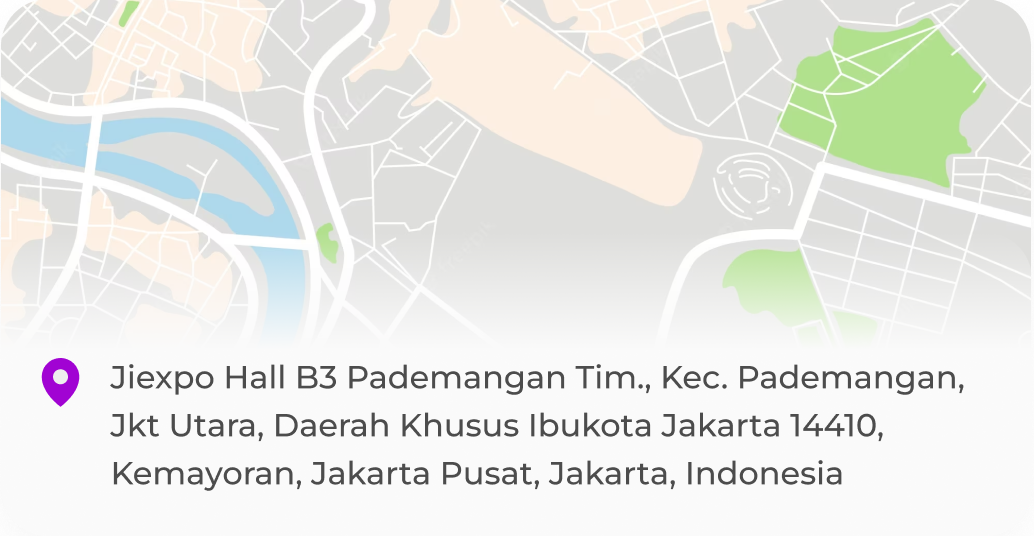 Jiexpo Hall B3 Pademangan Tim., Kec. Pademangan,
Jkt Utara, Daerah Khusus Ibukota Jakarta 14410,
Kemayoran, Jakarta Pusat, Jakarta, Indonesia